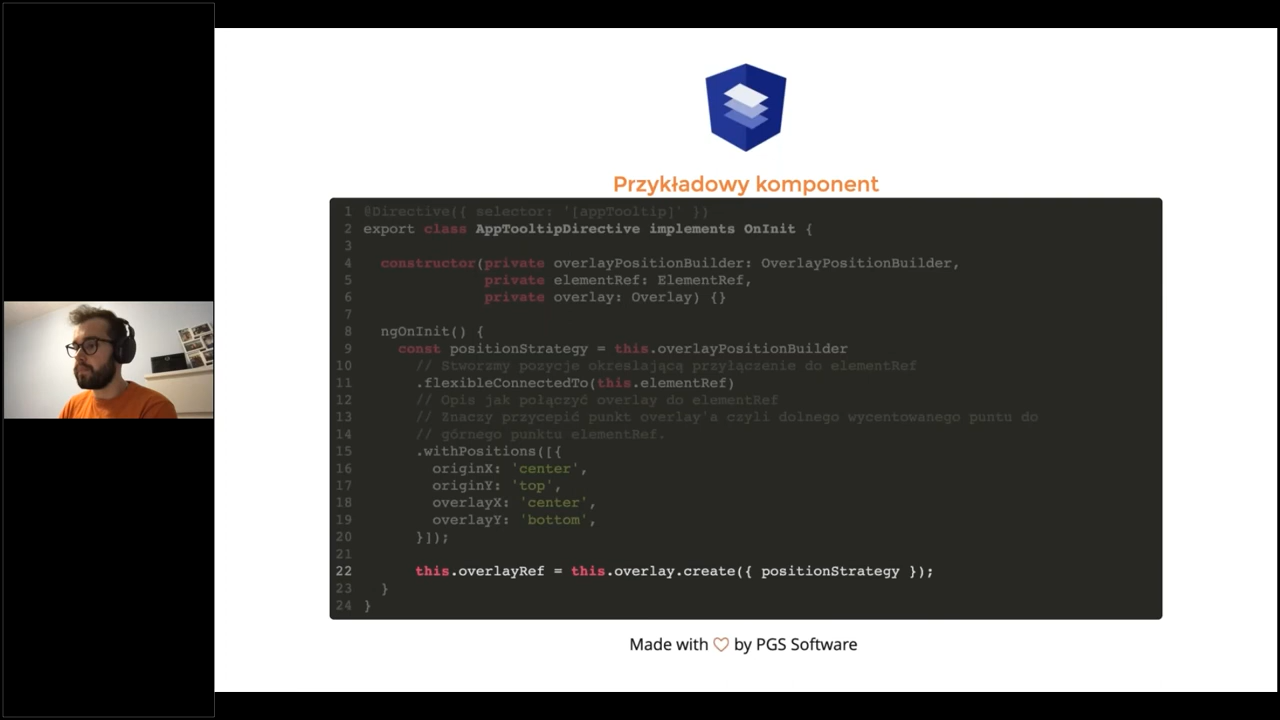 Przykładowy komponent
1 @Directive({ selector: '[appTooltip]` })
2 export class AppTooltipDirective implements OnInit {
3
4 constructor(private overlayPositionBuilder: OverlayPositionBuilder,
5 private elementRef: ElementRef,
6 private overlay: Overlay) {}
7
8 ngOnInit() {
9 const positionStrategy = this.overlayPositionBuilder
10 // Stworzmy pozycje okreslającą przyłączenie do elementRef
11 .flexibleConnectedTo(this.elementRef)
12 // Opis jak połączyć overlay do elementRef
13 // Znaczy przycepić punkt overlay'a czyli dolnego wycentowanego puntu do
14 // górnego punktu elementRef.
15 .withPositions([{
16 originX: 'center',
17 originY: 'top',
18 overlayX: 'center',
19 overlayY: 'bottom',
20 }]);
21
22 this.overlayRef = this.overlay.create({ positionStrategy });
23 }
24 }
Made with ♡ by PGS Software